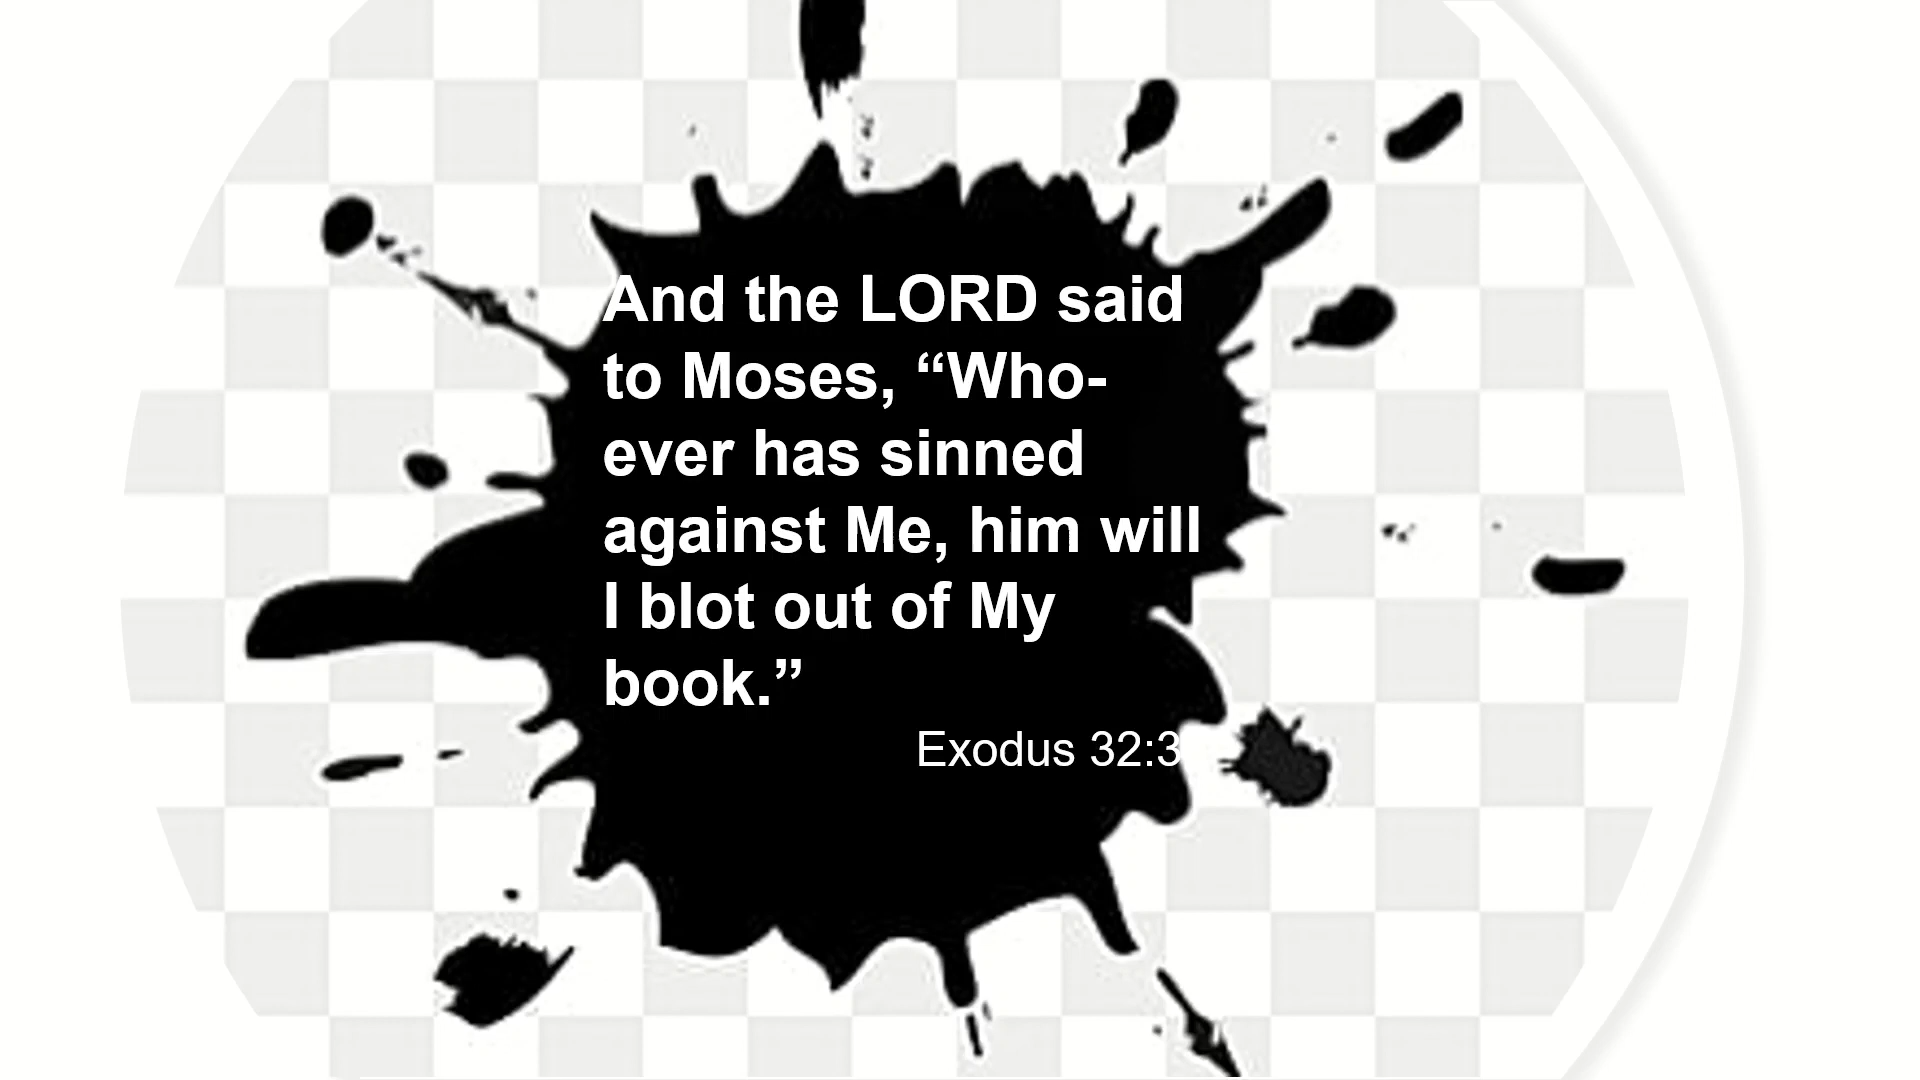 And the LORD said
to Moses, “Who-
ever has sinned
against Me, him will
I blot out of My
book.”
Exodus 32:3